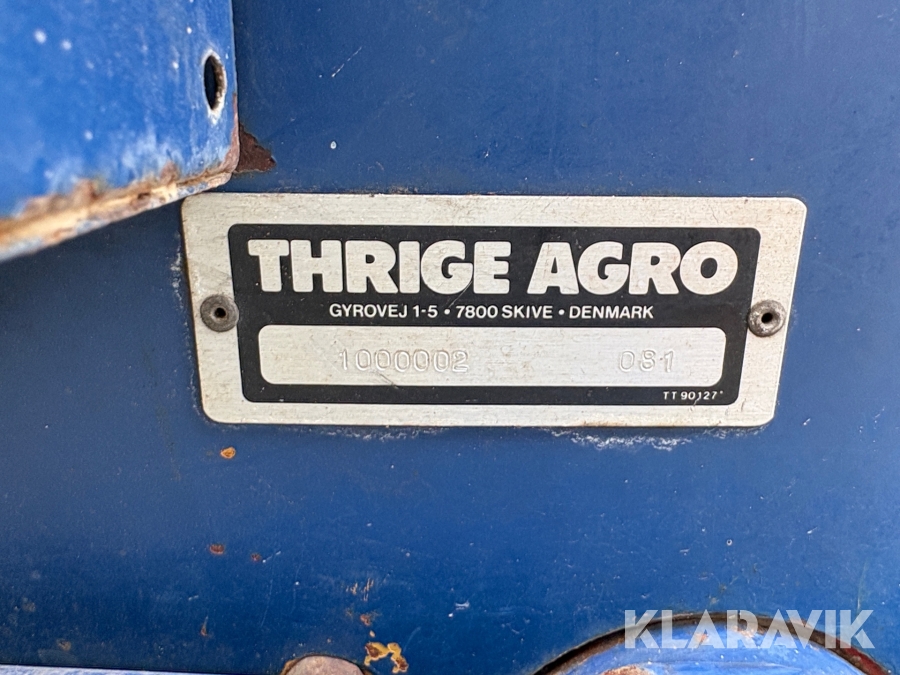 THRIGE AGRO
GYROVEJ 1-5 • 7800 SKIVE • DENMARK
1000002 081
TT 90127
KLARAVIK